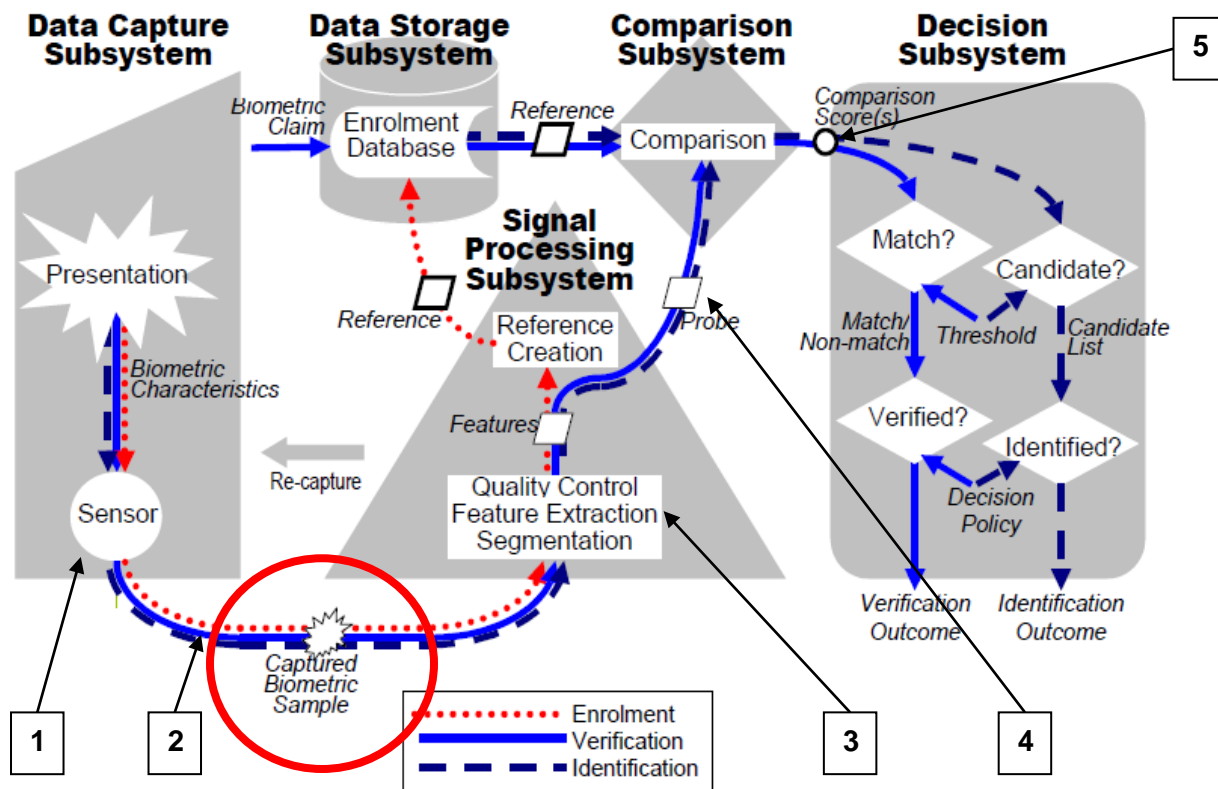 Data Capture
Subsystem
Data Storage
Subsystem
Comparison
Subsystem
Decision
Subsystem
5
Biometric
Claim
Enrolment
Database
Reference
Comparison
Comparison
Score(s)
Presentation
Signal
Processing
Subsystem
Match?
Candidate?
Reference
Reference
Creation
Probe
Match/
Non-match
Threshold
Candidate
List
Biometric
Characteristics
Features
Verified?
Identified?
Re-capture
Sensor
Quality Control
Feature Extraction
Segmentation
Decision
Policy
Verification
Outcome
Identification
Outcome
Captured
Biometric
Sample
1
2
Enrolment
Verification
Identification
3
4